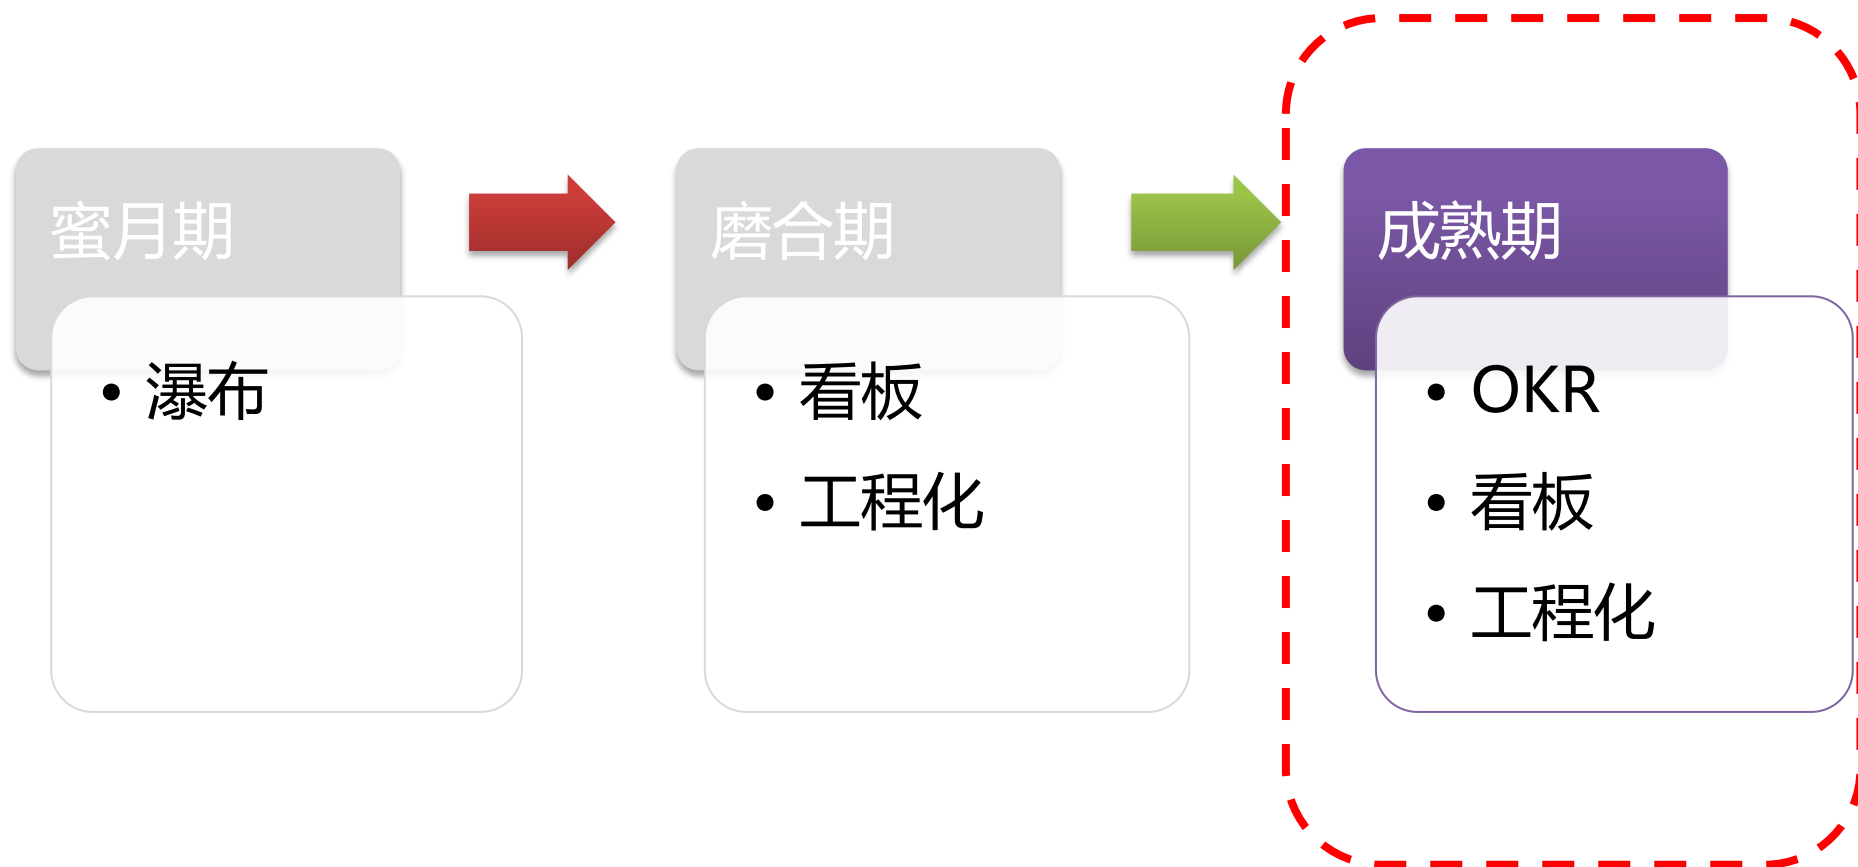 蜜月期
• 瀑布
磨合期
• 看板
• 工程化
成熟期
• OKR
• 看板
• 工程化